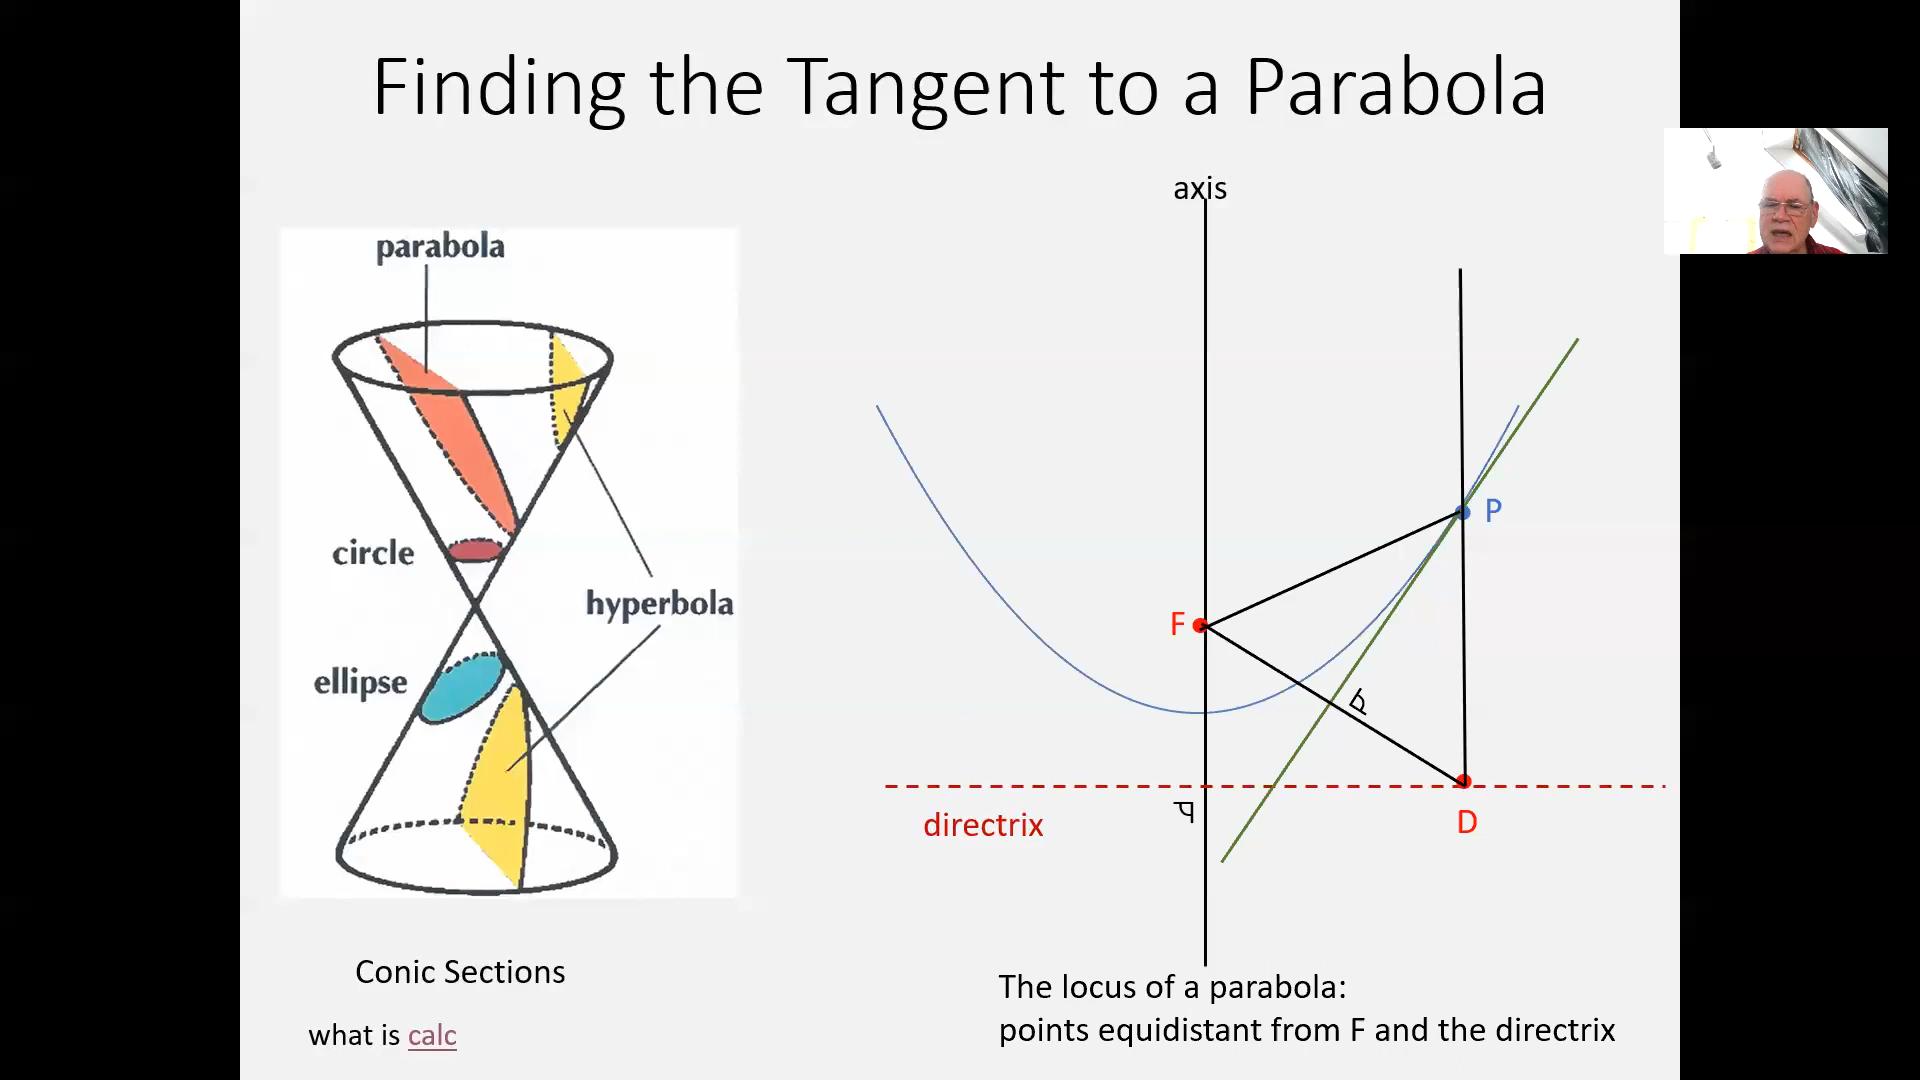 Finding the Tangent to a Parabola
parabola
circle
hyperbola
ellipse
Conic Sections
what is calc
axis
P
F
directrix
D
The locus of a parabola:
points equidistant from F and the directrix